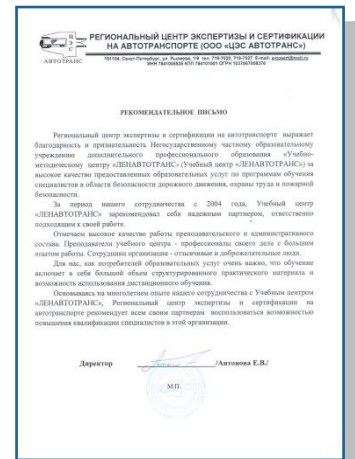 РЕГИОНАЛЬНЫЙ ЦЕНТР ЭКСПЕРТИЗЫ И СЕРТИФИКАЦИИ
НА АВТОТРАНСПОРТЕ (ООО «ЦЭС АВТОТРАНС»)
АВТОТРАНС
РЕКОМЕНДАТЕЛЬНОЕ ПИСЬМО
Региональный центр экспертизы и сертификации на автотранспорте выражает
благодарность и признательность Негосударственному частному образовательному
учреждению дополнительного профессионального образования «Учебно-
методическому центру «ЛЕНАВТОТРАНС» (Учебный центр «ЛЕНАВТОТРАНС») за
высокое качество предоставленных образовательных услуг по программам обучения
специалистов в области безопасности дорожного движения, охраны труда и пожарной
безопасности.
За период нашего сотрудничества с 2004 года, Учебный центр
«ЛЕНАВТОТРАНС» зарекомендовал себя надежным партнером, ответственно
подходящим к своей работе.
Отмечаем высокое качество работы преподавательского и административного
состава. Преподаватели учебного центра - профессионалы своего дела с большим
опытом работы. Сотрудники организации - отзывчивые и доброжелательные люди.
Для нас, как потребителей образовательных услуг очень важно, что обучение
включает в себя большой объем структурированного практического материала и
возможность использования дистанционного обучения.
Основываясь на многолетнем опыте нашего сотрудничества с Учебным центром
«ЛЕНАВТОТРАНС», Региональный центр экспертизы и сертификации на
автотранспорте рекомендует всем своим партнерам воспользоваться возможностью
повышения квалификации специалистов в этой организации.
Директор /Антонова Е.В./
М.П.